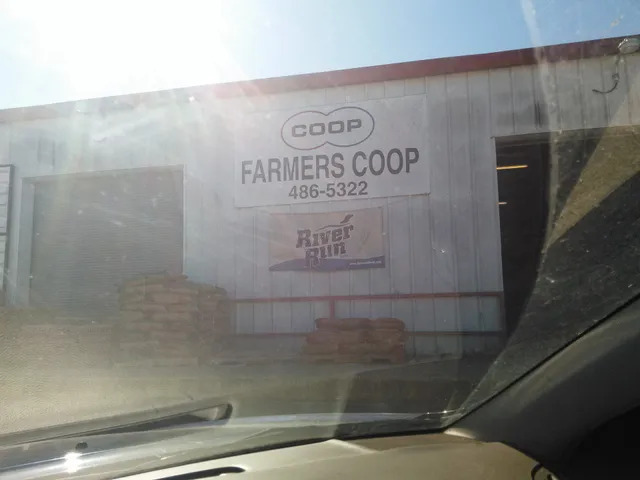 COOP
FARMERS COOP
486-5322
River
Run